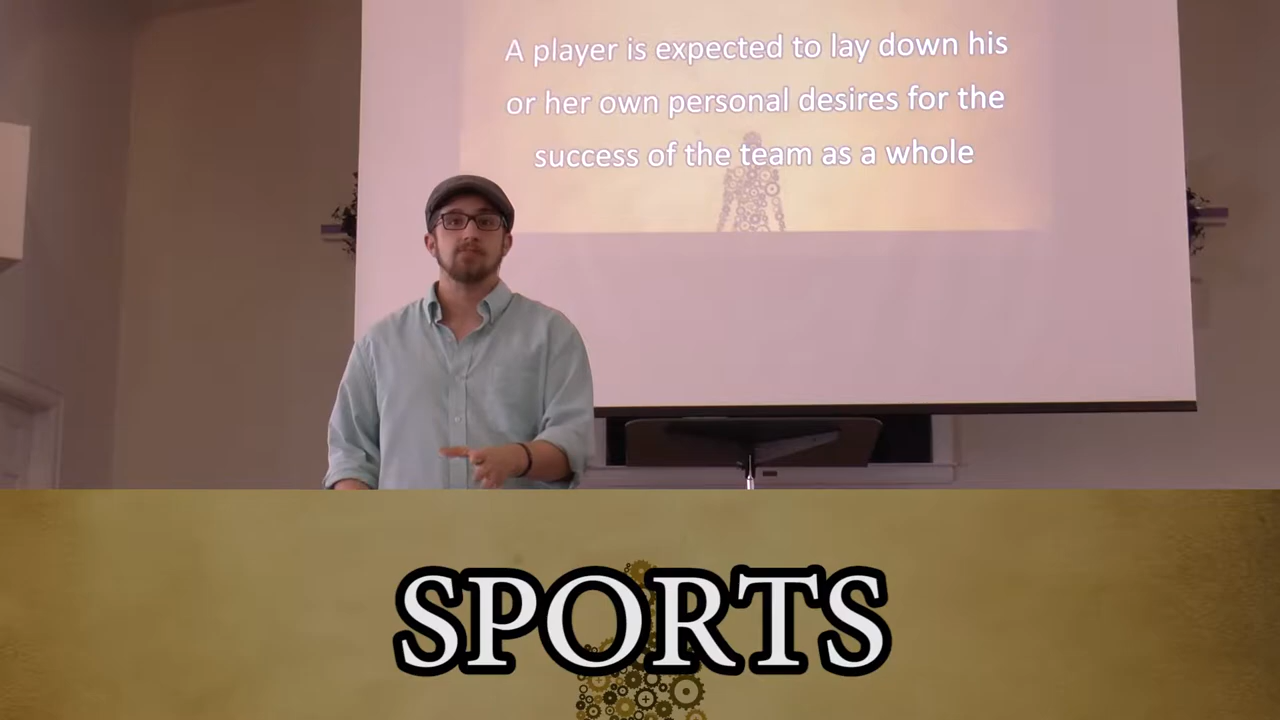 A player is expected to lay down his
or her own personal desires for the
success of the team as a whole
SPORTS